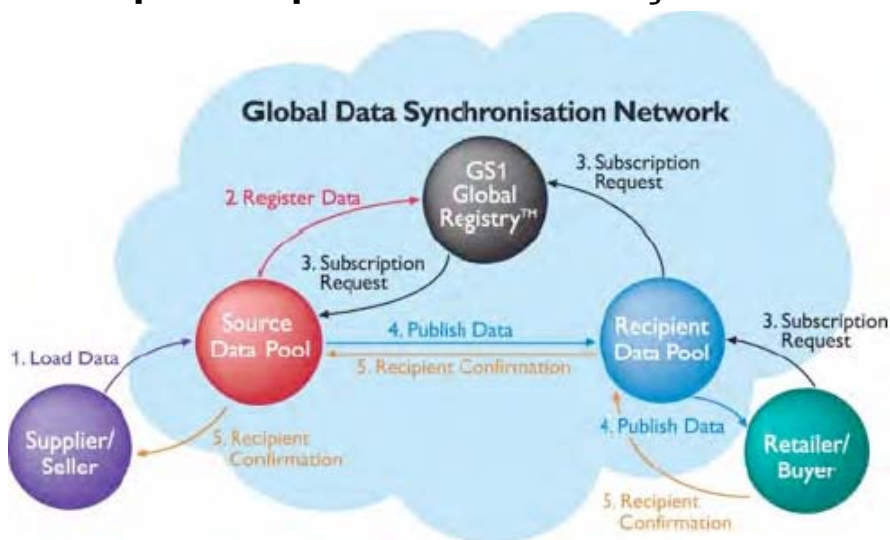 Global Data Synchronisation Network
GS1
Global
Registry™
3. Subscription
Request
2. Register Data
3. Subscription
Request
Source
Data Pool
4. Publish Data
5. Recipient Confirmation
Recipient
Data Pool
3. Subscription
Request
1. Load Data
Supplier/
Seller
5. Recipient
Confirmation
4. Publish Data
Retailer/
Buyer
5. Recipient
Confirmation